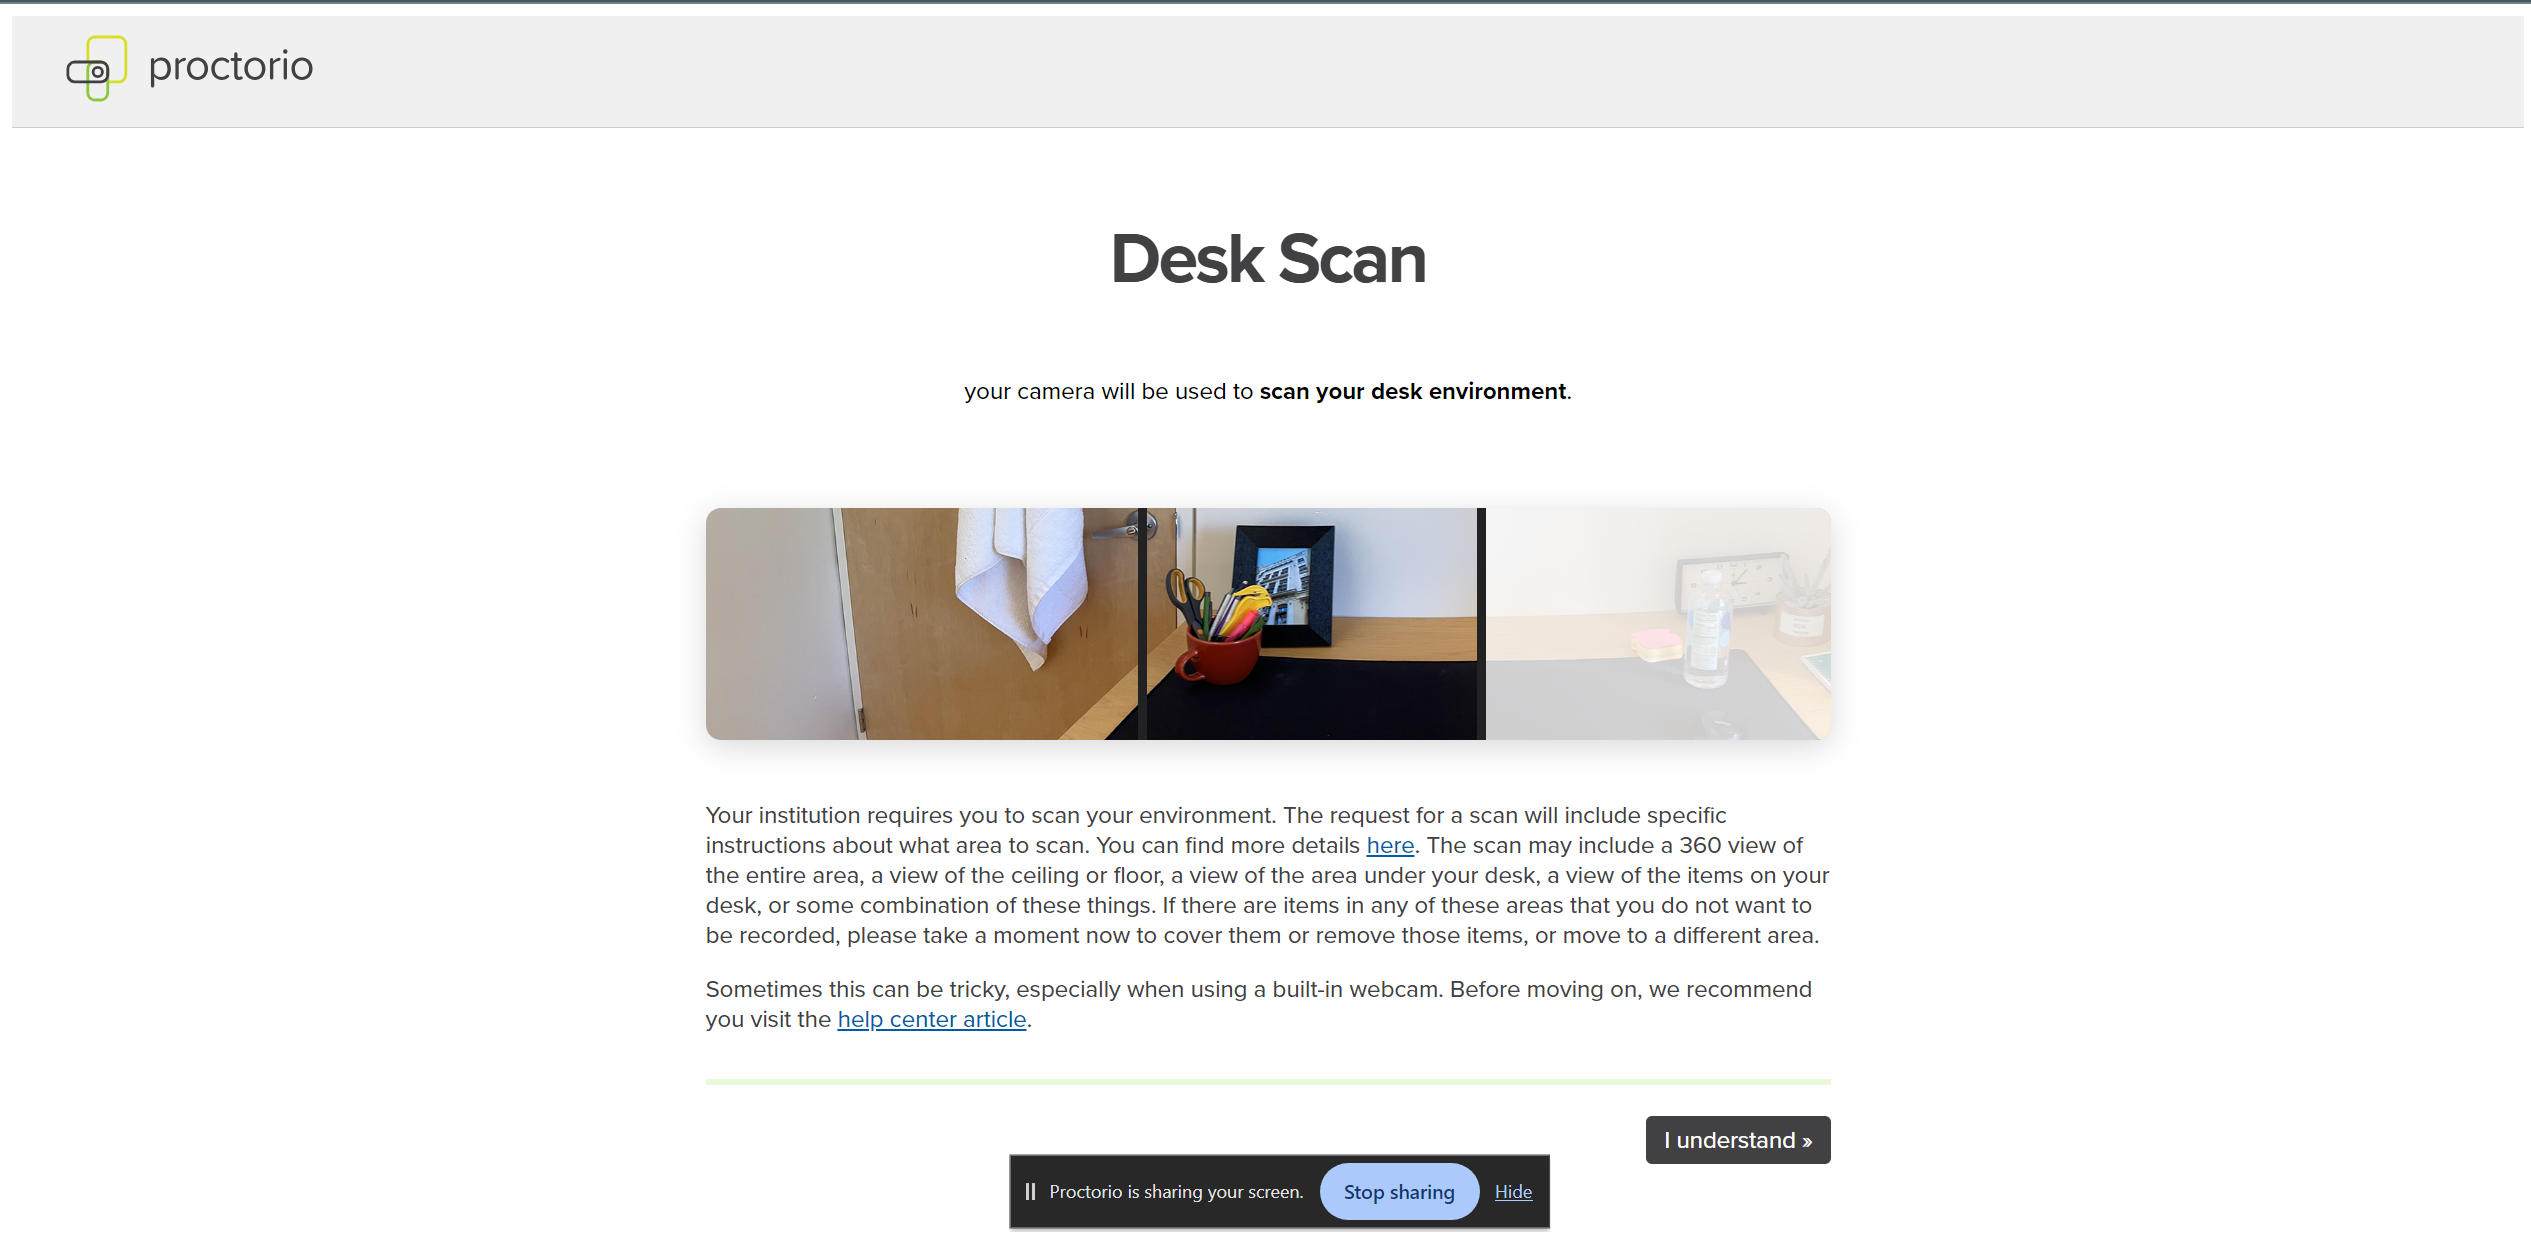 proctorio
Desk Scan
your camera will be used to scan your desk environment.
Your institution requires you to scan your environment. The request for a scan will include specific
instructions about what area to scan. You can find more details here. The scan may include a 360 view of
the entire area, a view of the ceiling or floor, a view of the area under your desk, a view of the items on your
desk, or some combination of these things. If there are items in any of these areas that you do not want to
be recorded, please take a moment now to cover them or remove those items, or move to a different area.
Sometimes this can be tricky, especially when using a built-in webcam. Before moving on, we recommend
you visit the help center article.
I understand »
Proctorio is sharing your screen. Stop sharing Hide